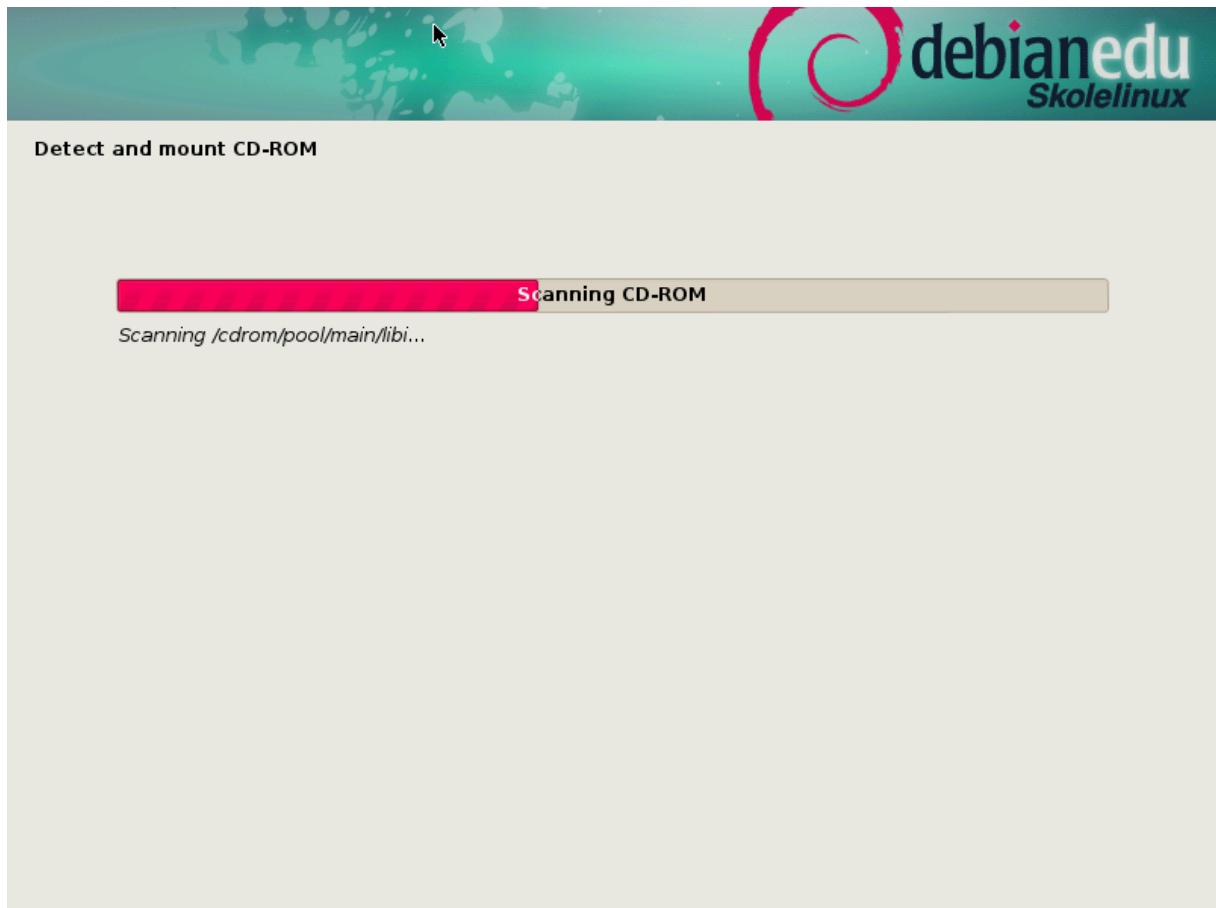 debianedu
Skolelinux
Detect and mount CD-ROM
Scanning CD-ROM
Scanning /cdrom/pool/main/libi...